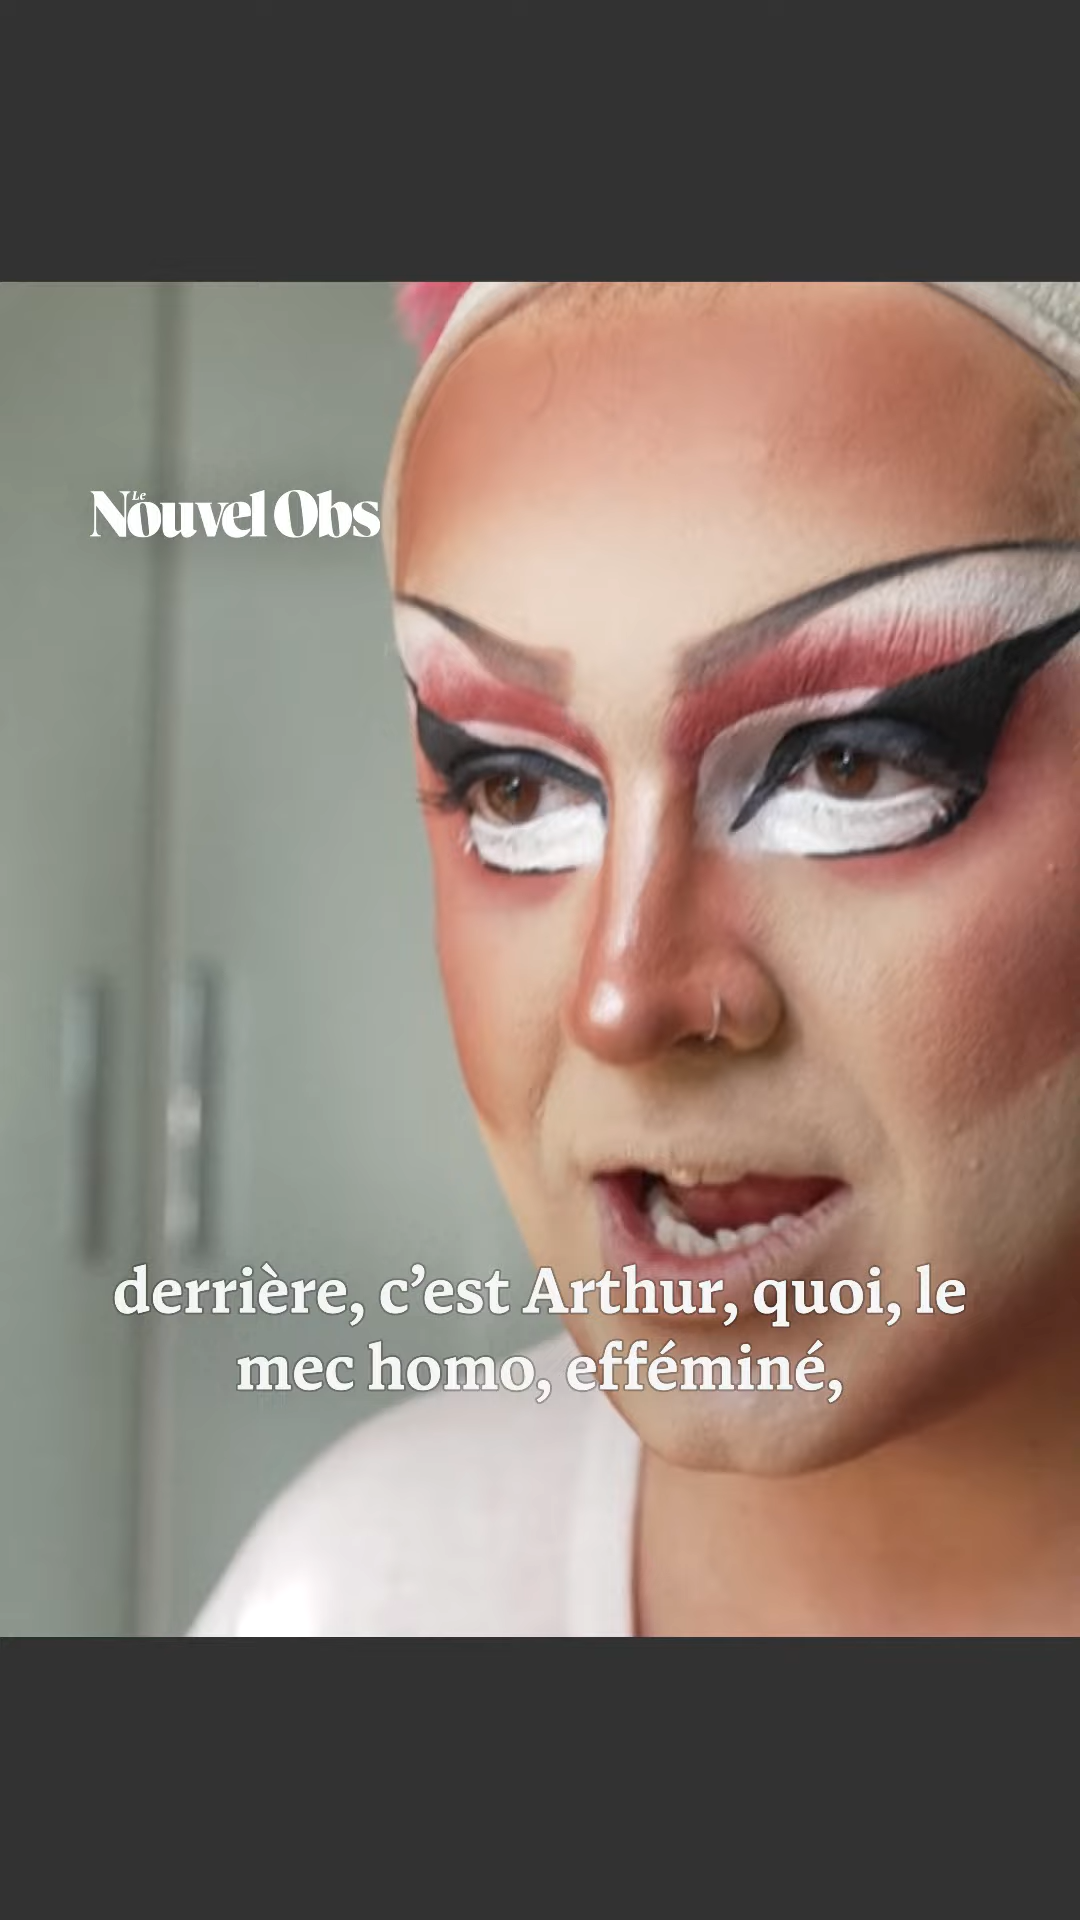 Le Nouvel Obs
derrière, c’est Arthur, quoi, le
mec homo, efféminé,